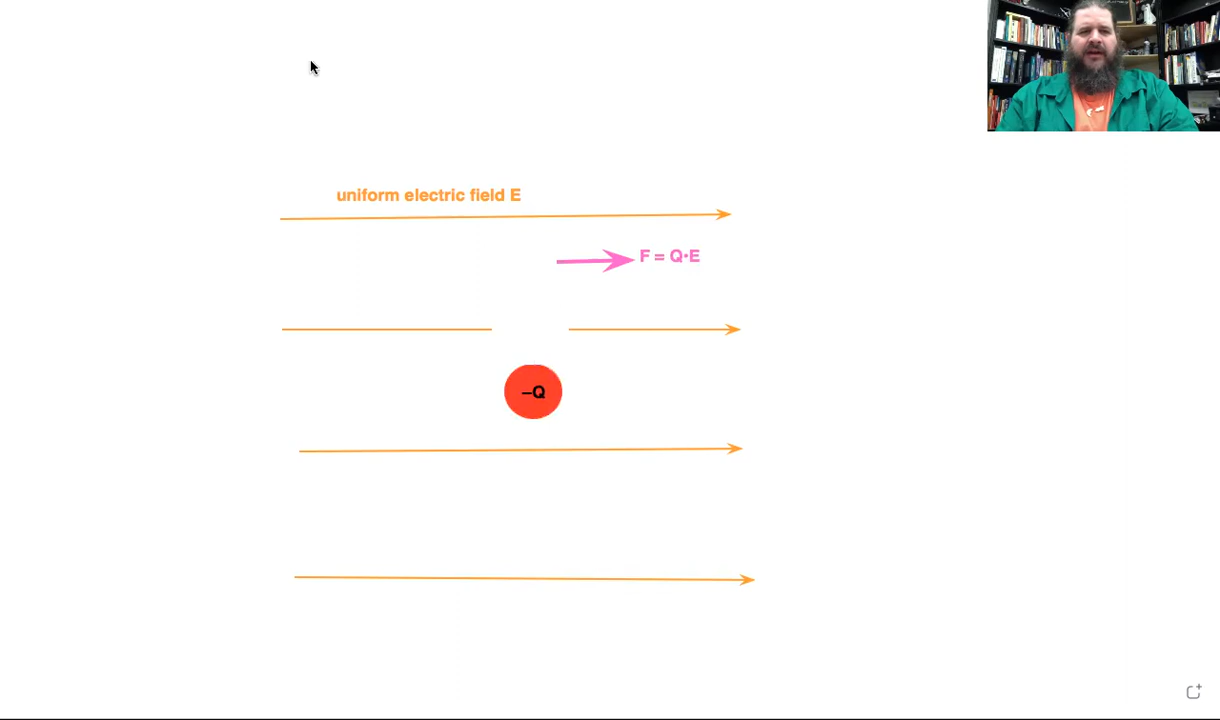 uniform electric field E
F = Q·E
–Q